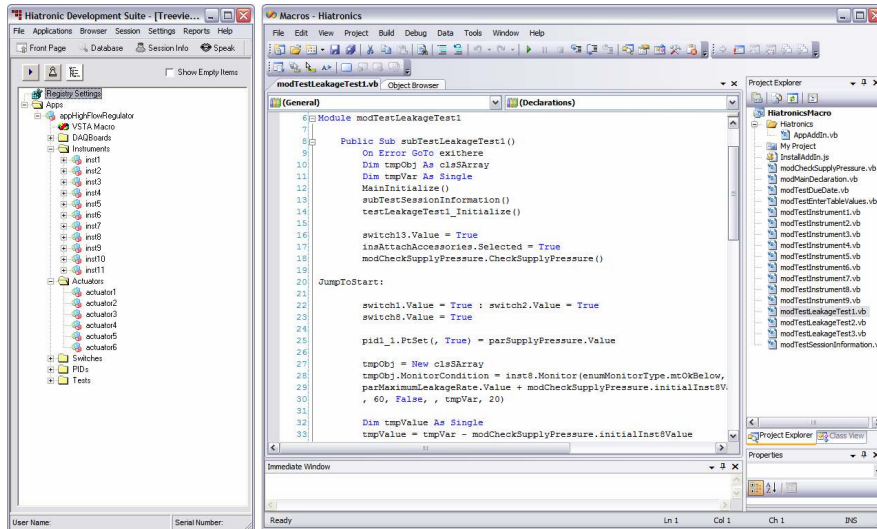 Hiatronic Development Suite - [Treevie...
File Applications Browser Session Settings Reports Help
Front Page Database Session Info Speak
Show Empty Items
Registry Settings
Apps
appHighFlowRegulator
VSTA Macro
DAQBoards
Instruments
inst1
inst2
inst3
inst4
inst5
inst6
inst7
inst8
inst9
inst10
inst11
Actuators
actuator1
actuator2
actuator3
actuator4
actuator5
actuator6
Switches
PIDs
Tests
User Name: Serial Number:
Macros - Hiatronics
File Edit View Project Build Debug Data Tools Window Help
modTestLeakageTest1.vb Object Browser
(General) (Declarations)
6 Module modTestLeakageTest1
7
8 Public Sub subTestLeakageTest1()
9 On Error GoTo exithere
10 Dim tmpObj As clsSArray
11 Dim tmpVar As Single
12 MainInitialize()
13 subTestSessionInformation()
14 testLeakageTest1_Initialize()
15
16 switch13.Value = True
17 insAttachAccessories.Selected = True
18 modCheckSupplyPressure.CheckSupplyPressure()
19
20 JumpToStart:
21
22 switch1.Value = True : switch2.Value = True
23 switch8.Value = True
24
25 pid1_1.PtSet(, True) = parSupplyPressure.Value
26
27 tmpObj = New clsSArray
28 tmpObj.MonitorCondition = inst8.Monitor(enumMonitorType.mtOkBelow,
29 parMaximumLeakageRate.Value + modCheckSupplyPressure.initialInst8V
30 , 60, False, , tmpVar, 20)
31
32 Dim tmpValue As Single
33 tmpValue = tmpVar - modCheckSupplyPressure.initialInst8Value
Immediate Window
Ready Ln 1 Col 1 Ch 1 INS
Project Explorer
HiatronicsMacro
Hiatronics
AppAddIn.vb
My Project
InstallAddIn.js
modCheckSupplyPressure.vb
modMainDeclaration.vb
modTestDueDate.vb
modTestEnterTableValues.vb
modTestInstrument1.vb
modTestInstrument2.vb
modTestInstrument3.vb
modTestInstrument4.vb
modTestInstrument5.vb
modTestInstrument6.vb
modTestInstrument7.vb
modTestInstrument8.vb
modTestInstrument9.vb
modTestLeakageTest1.vb
modTestLeakageTest2.vb
modTestLeakageTest3.vb
modTestSessionInformation.v
Project Explorer Class View
Properties